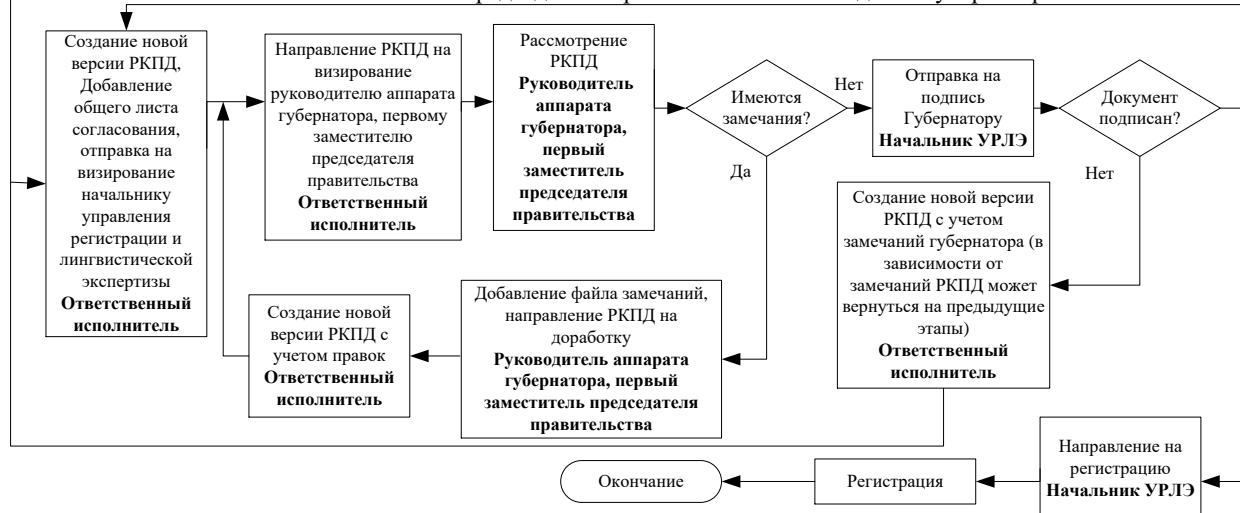 Создание новой
версии РКПД,
Добавление
общего листа
согласования,
отправка на
визирование
начальнику
управления
регистрации и
лингвистической
экспертизы
Ответственный
исполнитель
Направление РКПД на
визирование
руководителю аппарата
губернатора, первому
заместителю
председателя
правительства
Ответственный
исполнитель
Рассмотрение
РКПД
Руководитель
аппарата
губернатора,
первый
заместитель
председателя
правительства
Имеются
замечания?
Нет
Да
Отправка на
подпись
Губернатору
Начальник УРЛЭ
Документ
подписан?
Нет
Создание новой версии
РКПД с учетом
замечаний губернатора (в
зависимости от
замечаний РКПД может
вернуться на предыдущие
этапы)
Ответственный
исполнитель
Добавление файла замечаний,
направление РКПД на
доработку
Руководитель аппарата
губернатора, первый
заместитель председателя
правительства
Создание новой
версии РКПД с
учетом правок
Ответственный
исполнитель
Направление на
регистрацию
Начальник УРЛЭ
Регистрация
Окончание